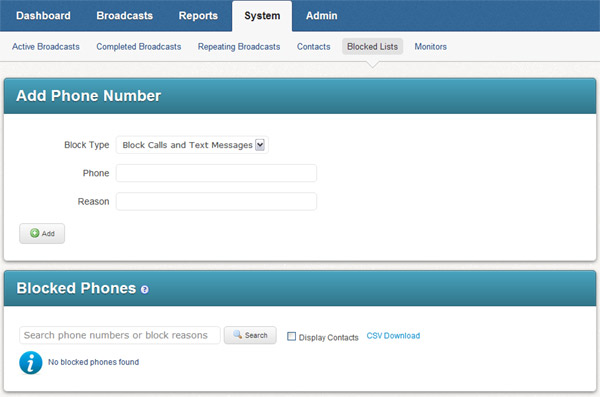 Dashboard Broadcasts Reports System Admin
Active Broadcasts Completed Broadcasts Repeating Broadcasts Contacts Blocked Lists Monitors
Add Phone Number
Block Type Block Calls and Text Messages
Phone
Reason
Add
Blocked Phones ?
Search phone numbers or block reasons Search Display Contacts CSV Download
i No blocked phones found